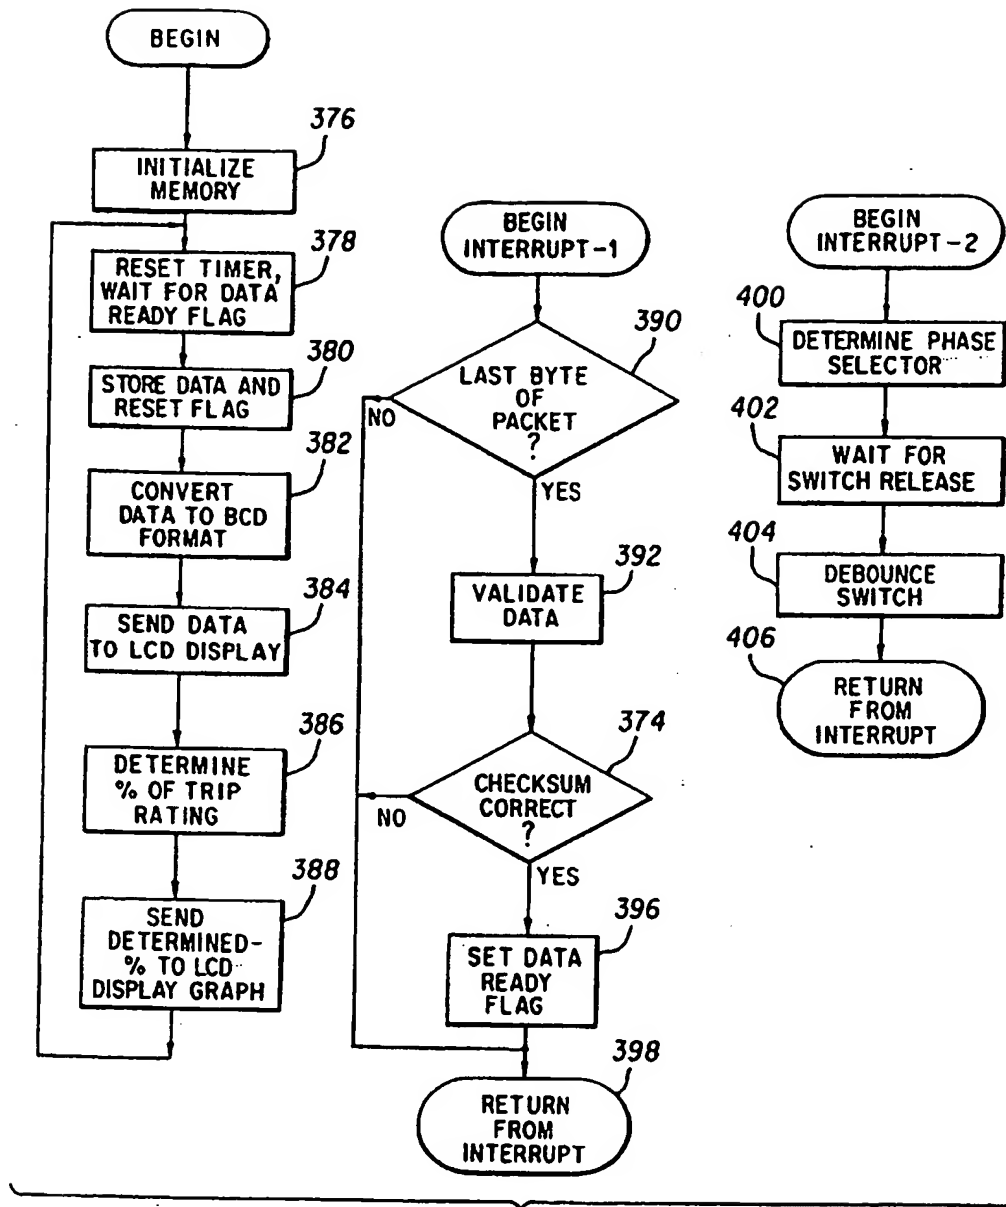 BEGIN
376
INITIALIZE
MEMORY
378
RESET TIMER,
WAIT FOR DATA
READY FLAG
380
STORE DATA AND
RESET FLAG
382
CONVERT
DATA TO BCD
FORMAT
384
SEND DATA
TO LCD DISPLAY
386
DETERMINE
% OF TRIP
RATING
388
SEND
DETERMINED-
% TO LCD
DISPLAY GRAPH
BEGIN
INTERRUPT-1
390
LAST BYTE
OF
PACKET
?
NO
YES
392
VALIDATE
DATA
374
CHECKSUM
CORRECT
?
NO
YES
396
SET DATA
READY
FLAG
398
RETURN
FROM
INTERRUPT
BEGIN
INTERRUPT-2
400
DETERMINE PHASE
SELECTOR
402
WAIT FOR
SWITCH RELEASE
404
DEBOUNCE
SWITCH
406
RETURN
FROM
INTERRUPT